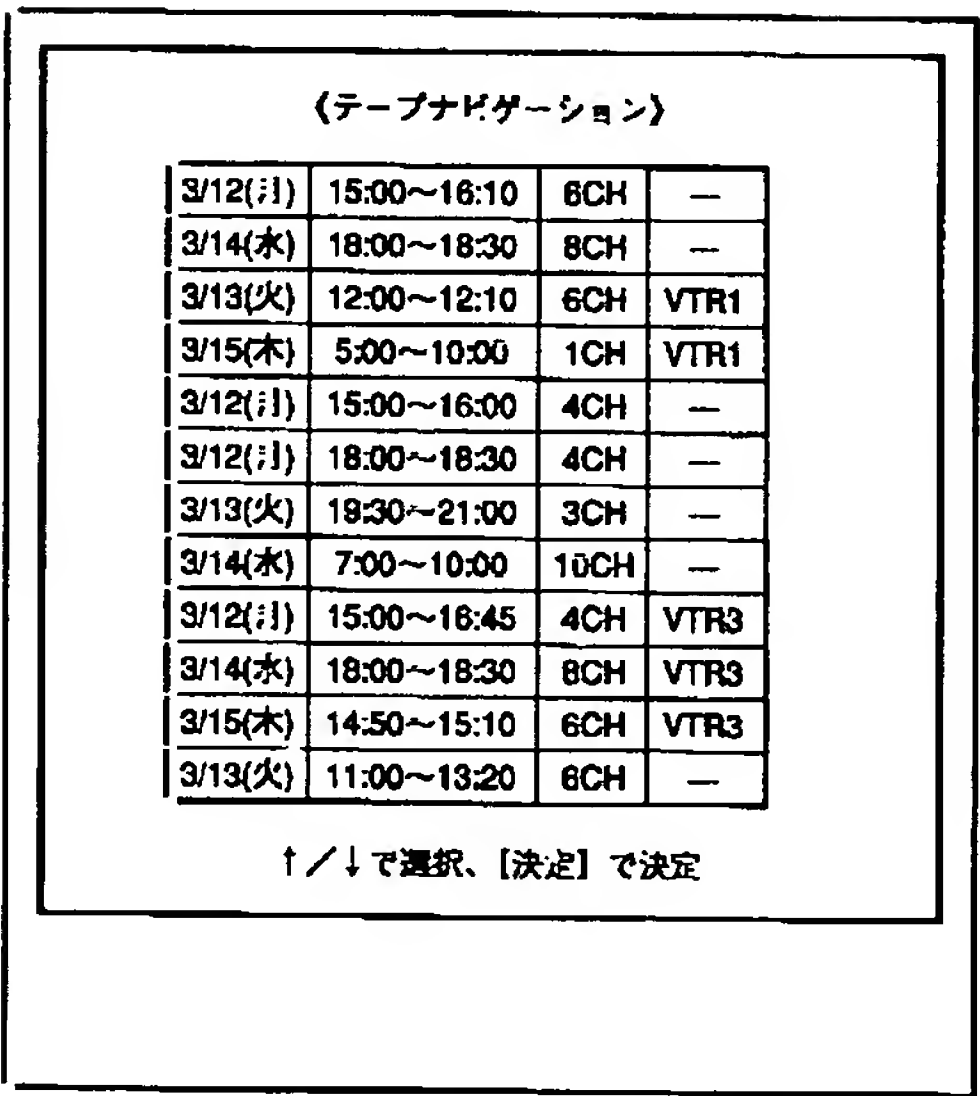 《テープナビゲーション》
3/12(月) 15:00～16:10 6CH —
3/14(水) 18:00～18:30 8CH —
3/13(火) 12:00～12:10 6CH VTR1
3/15(木) 5:00～10:00 1CH VTR1
3/12(月) 15:00～16:00 4CH —
3/12(月) 18:00～18:30 4CH —
3/13(火) 19:30～21:00 3CH —
3/14(水) 7:00～10:00 10CH —
3/12(月) 15:00～16:45 4CH VTR3
3/14(水) 18:00～18:30 8CH VTR3
3/15(木) 14:50～15:10 6CH VTR3
3/13(火) 11:00～13:20 6CH —
↑／↓で選択、［決定］で決定